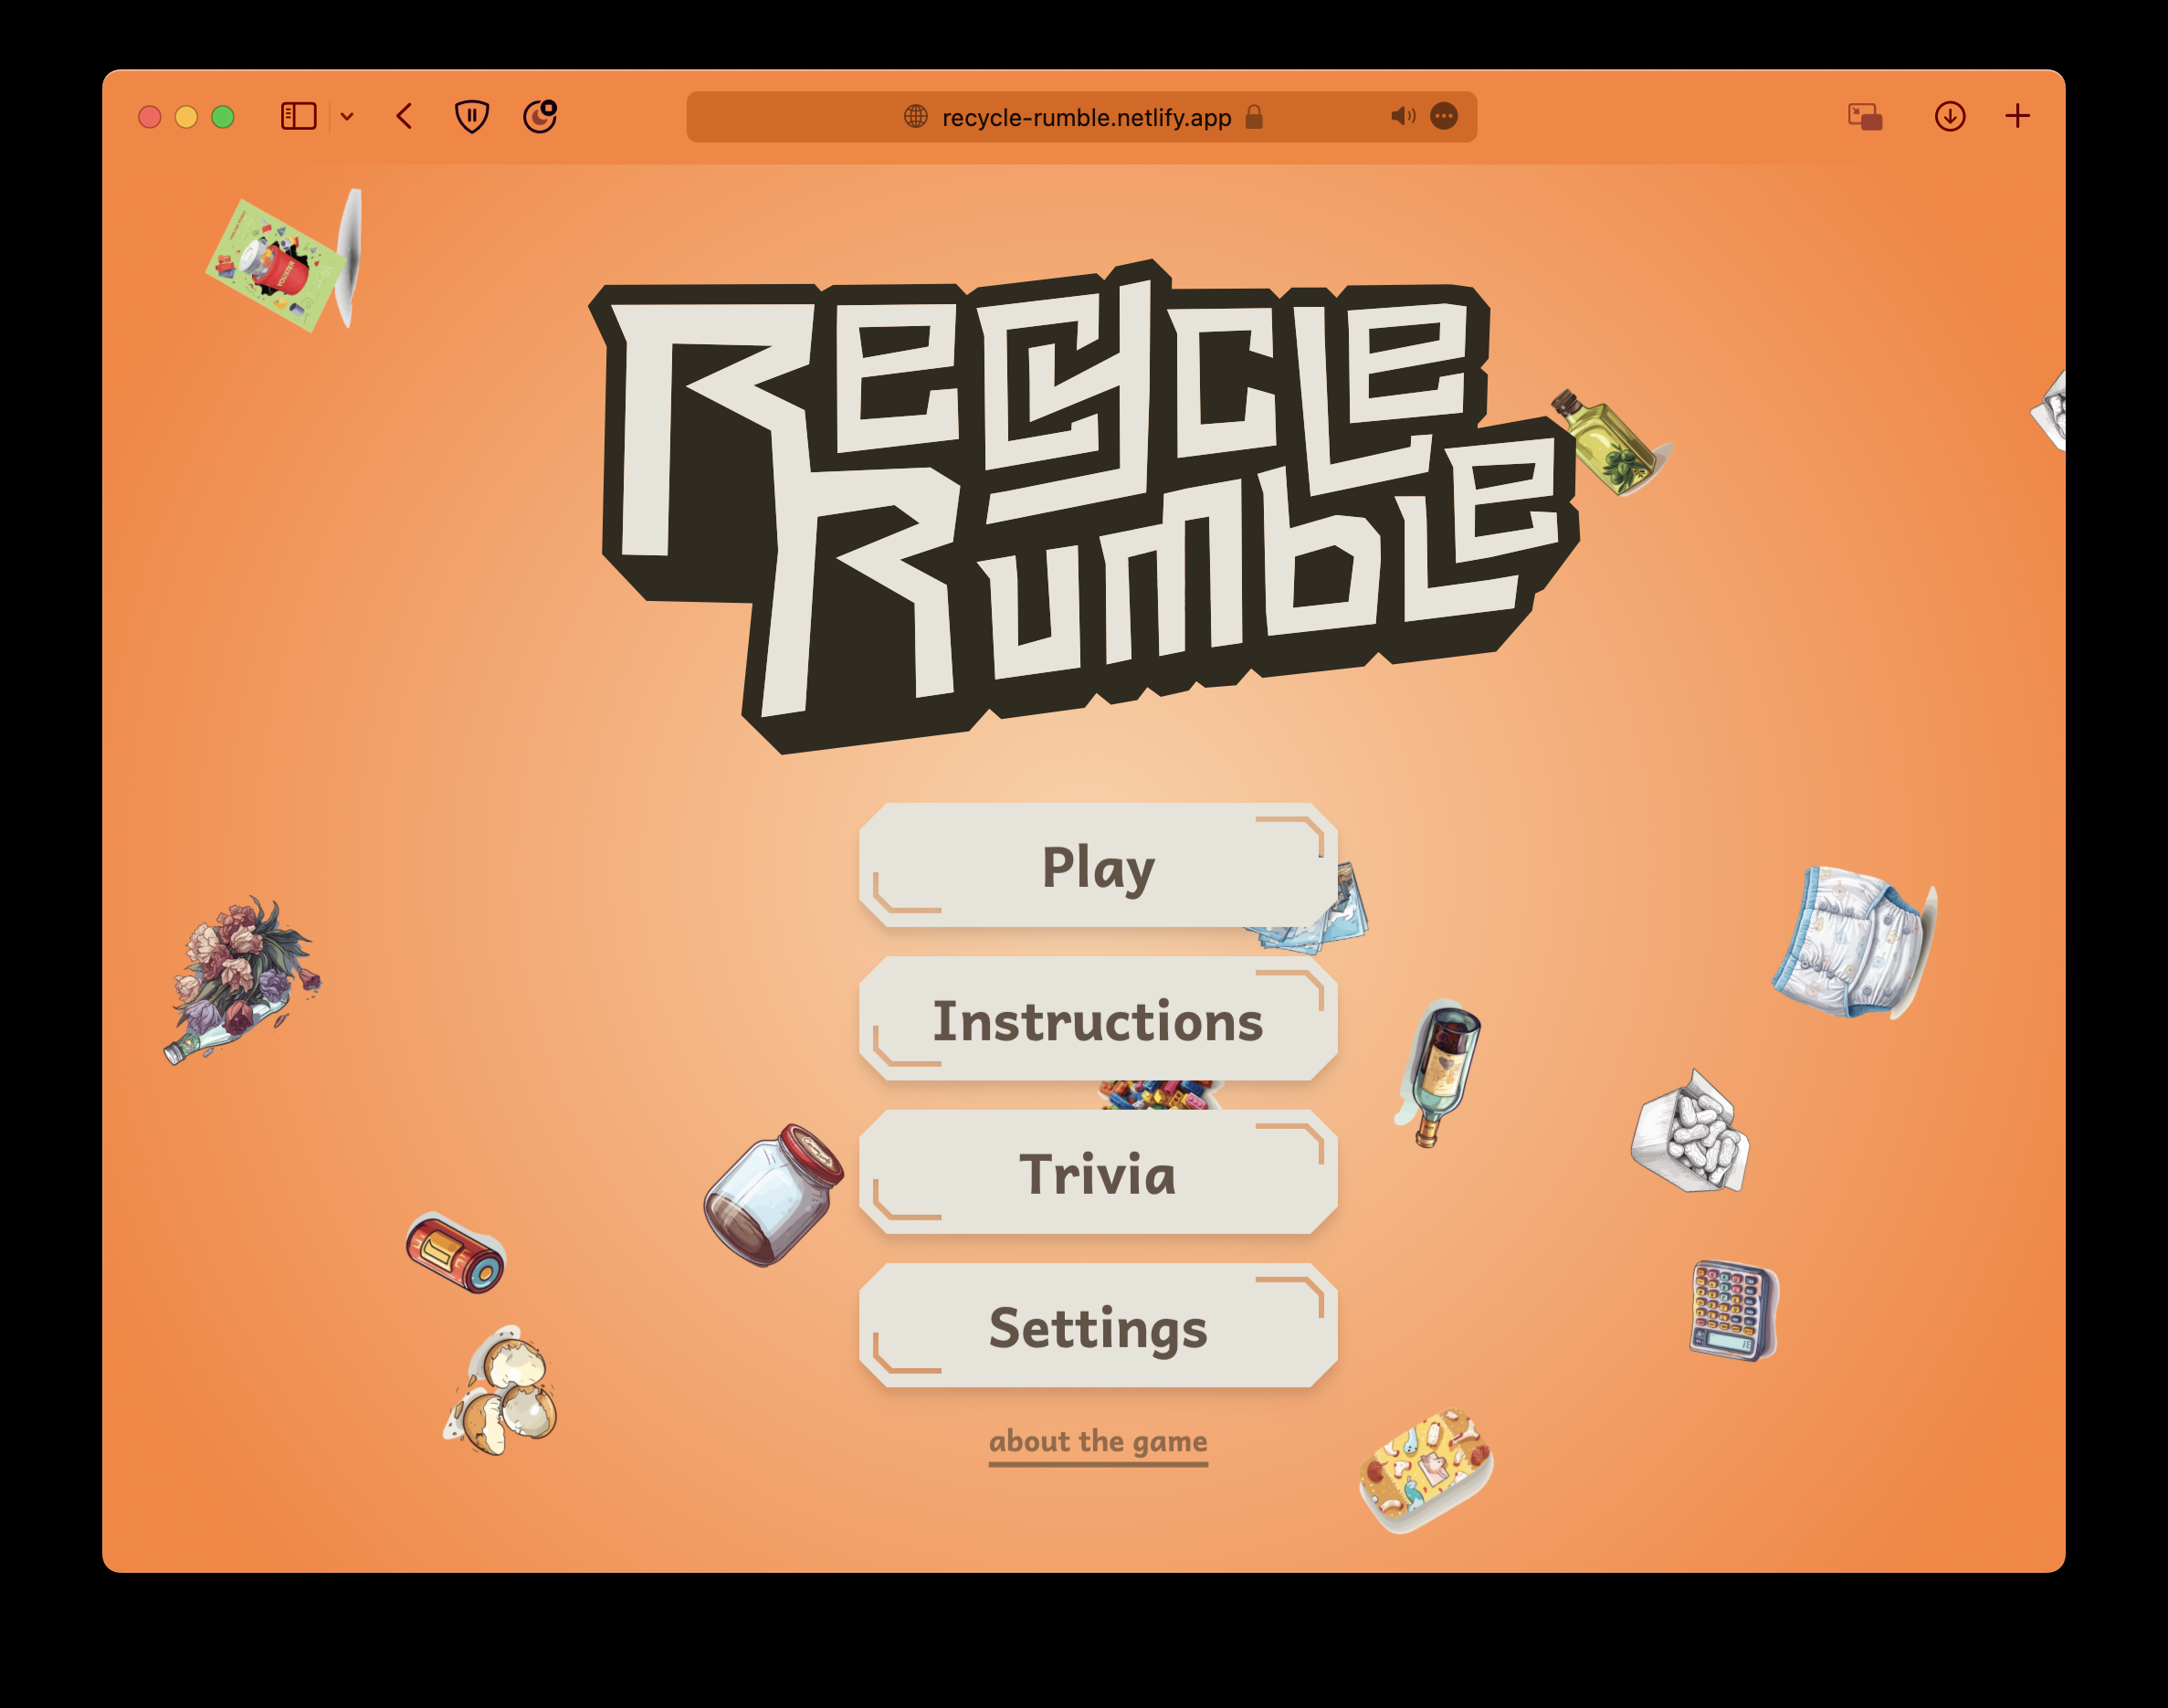 recycle-rumble.netlify.app
Recycle
Rumble
Play
Instructions
Trivia
Settings
about the game